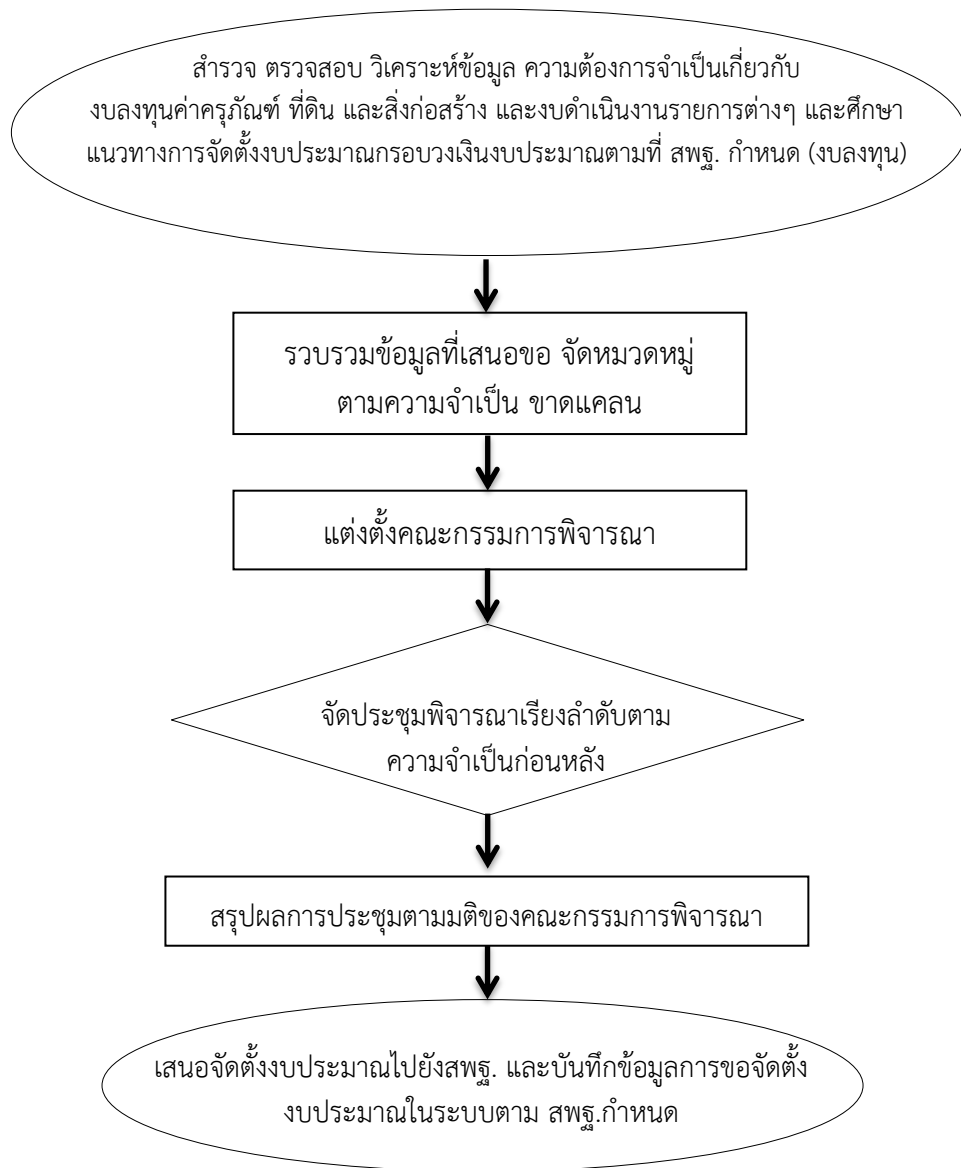 สำรวจ ตรวจสอบ วิเคราะห์ข้อมูล ความต้องการจำเป็นเกี่ยวกับ
งบลงทุนค่าครุภัณฑ์ ที่ดิน และสิ่งก่อสร้าง และงบดำเนินงานรายการต่างๆ และศึกษา
แนวทางการจัดตั้งงบประมาณกรอบวงเงินงบประมาณตามที่ สพฐ. กำหนด (งบลงทุน)
รวบรวมข้อมูลที่เสนอขอ จัดหมวดหมู่
ตามความจำเป็น ขาดแคลน
แต่งตั้งคณะกรรมการพิจารณา
จัดประชุมพิจารณาเรียงลำดับตาม
ความจำเป็นก่อนหลัง
สรุปผลการประชุมตามมติของคณะกรรมการพิจารณา
เสนอจัดตั้งงบประมาณไปยังสพฐ. และบันทึกข้อมูลการขอจัดตั้ง
งบประมาณในระบบตาม สพฐ.กำหนด